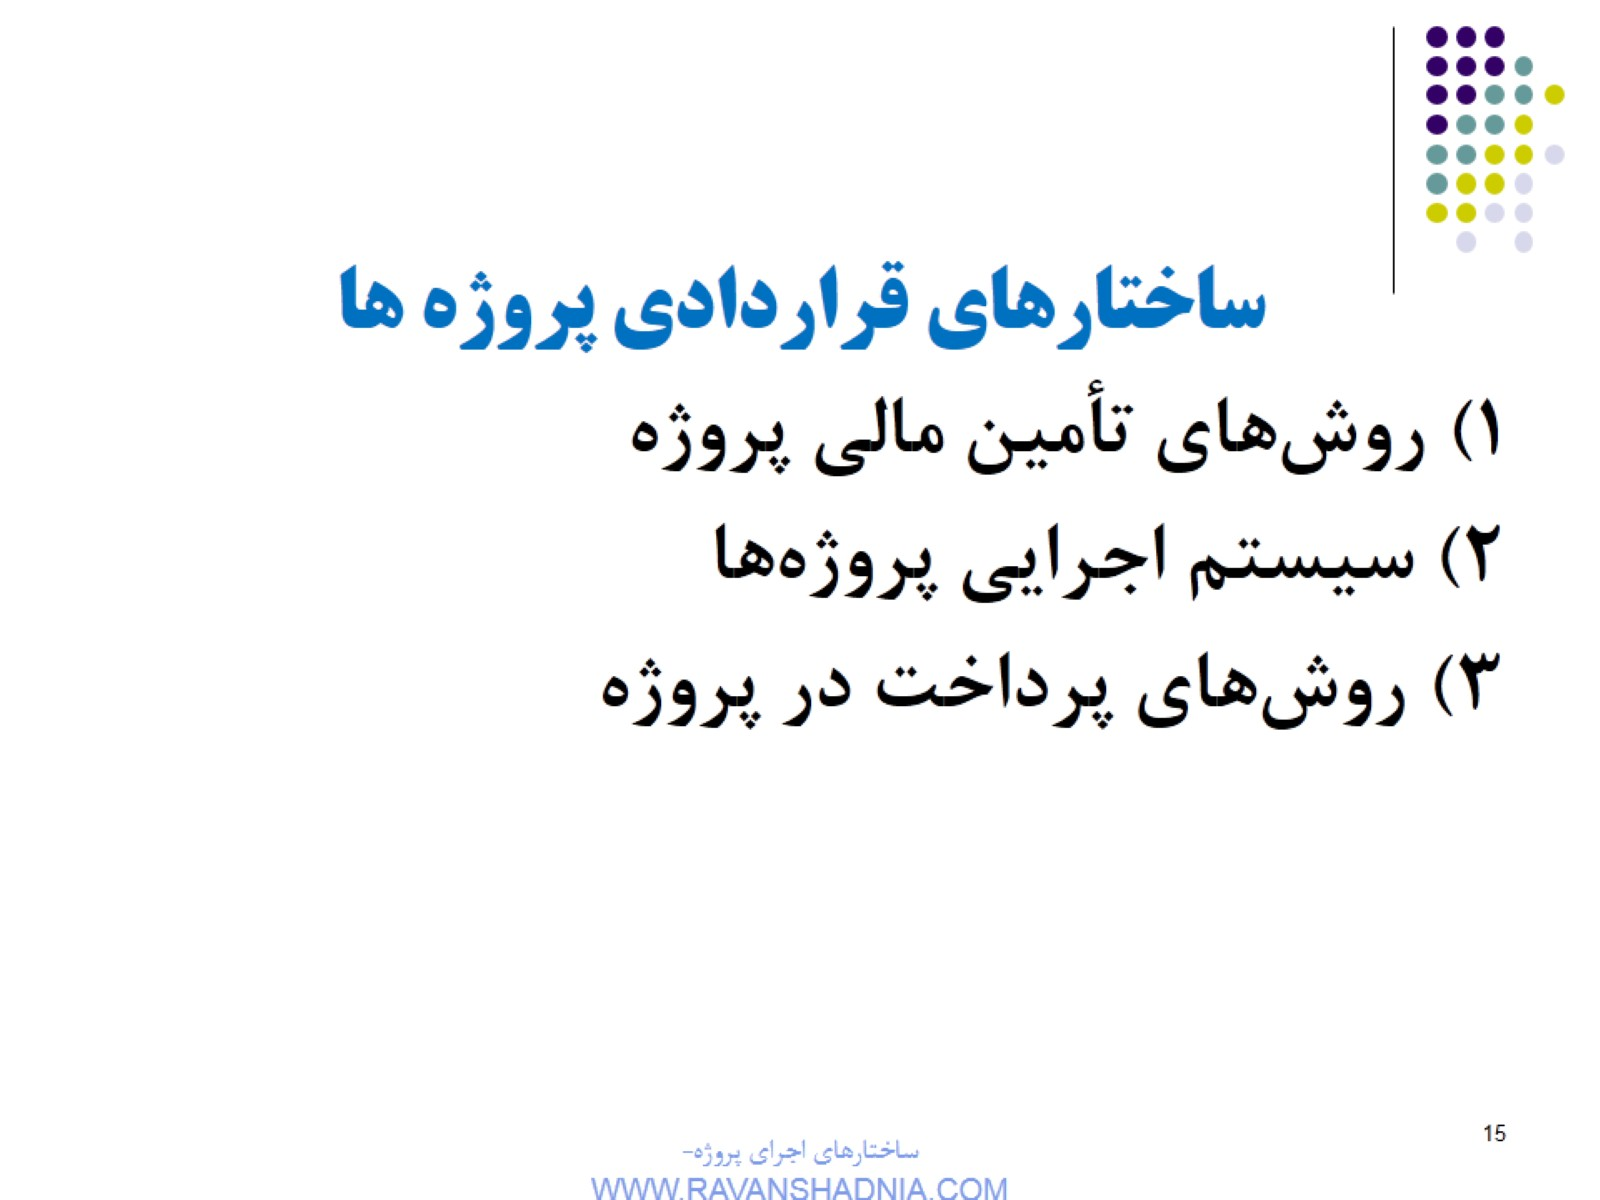 ساختارهای قراردادی پروژه ها
۱) روش‌های تأمین مالی پروژه
۲) سیستم اجرایی پروژه‌ها
۳) روش‌های پرداخت در پروژه
15
ساختارهای اجرای پروژه-
WWW.RAVANSHADNIA.COM